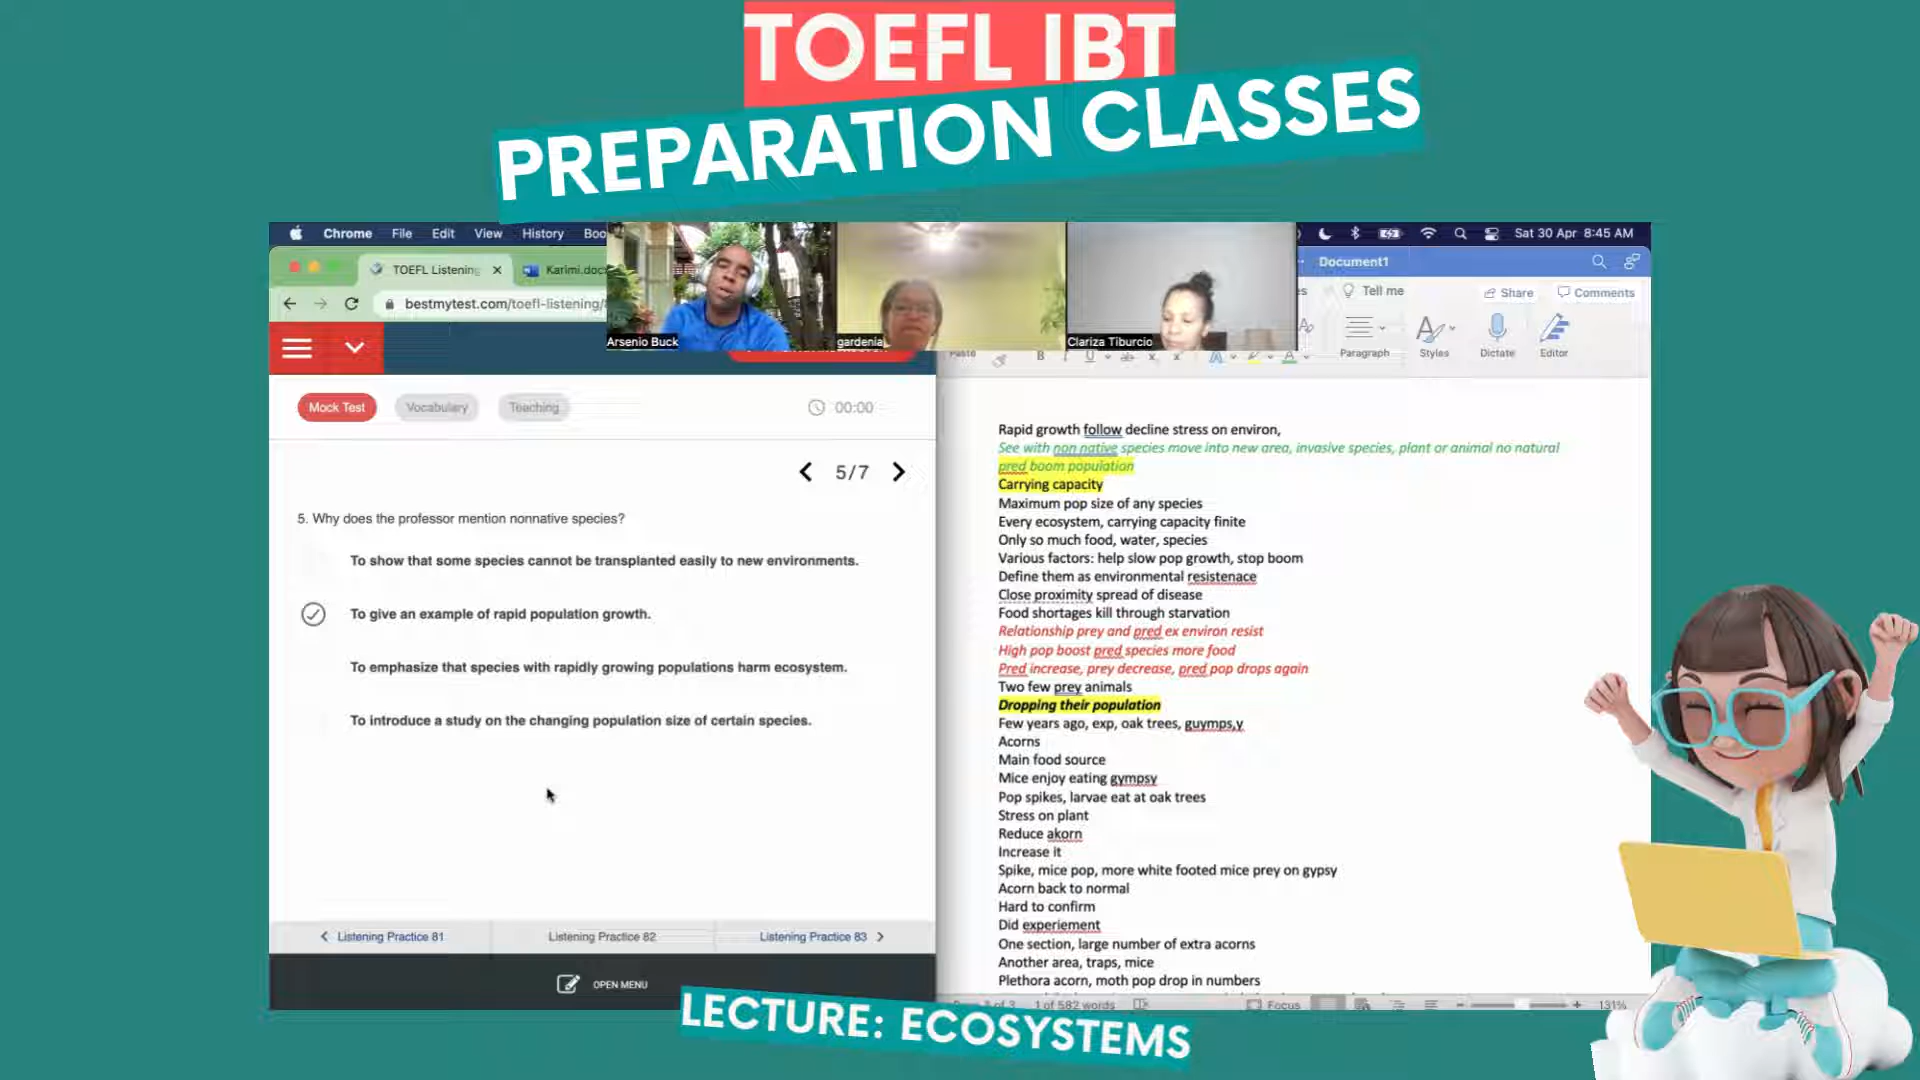 TOEFL IBT
PREPARATION CLASSES
Chrome File Edit View History Boo
Sat 30 Apr 8:45 AM
TOEFL Listening
Karimi.docx
Document1
bestmytest.com/toefl-listening/
Tell me
Share
Comments
Arsenio Buck
gardenia
Clariza Tiburcio
Paste
Paragraph
Styles
Dictate
Editor
Mock Test
Vocabulary
Teaching
00:00
5/7
5. Why does the professor mention nonnative species?
To show that some species cannot be transplanted easily to new environments.
To give an example of rapid population growth.
To emphasize that species with rapidly growing populations harm ecosystem.
To introduce a study on the changing population size of certain species.
Listening Practice 81
Listening Practice 82
Listening Practice 83
OPEN MENU
Rapid growth follow decline stress on environ,
See with non native species move into new area, invasive species, plant or animal no natural
pred boom population
Carrying capacity
Maximum pop size of any species
Every ecosystem, carrying capacity finite
Only so much food, water, species
Various factors: help slow pop growth, stop boom
Define them as environmental resistenace
Close proximity spread of disease
Food shortages kill through starvation
Relationship prey and pred ex environ resist
High pop boost pred species more food
Pred increase, prey decrease, pred pop drops again
Two few prey animals
Dropping their population
Few years ago, exp, oak trees, guymps,y
Acorns
Main food source
Mice enjoy eating gympsy
Pop spikes, larvae eat at oak trees
Stress on plant
Reduce akorn
Increase it
Spike, mice pop, more white footed mice prey on gypsy
Acorn back to normal
Hard to confirm
Did experiement
One section, large number of extra acorns
Another area, traps, mice
Plethora acorn, moth pop drop in numbers
of 3
1 of 582 words
Focus
131%
LECTURE: ECOSYSTEMS